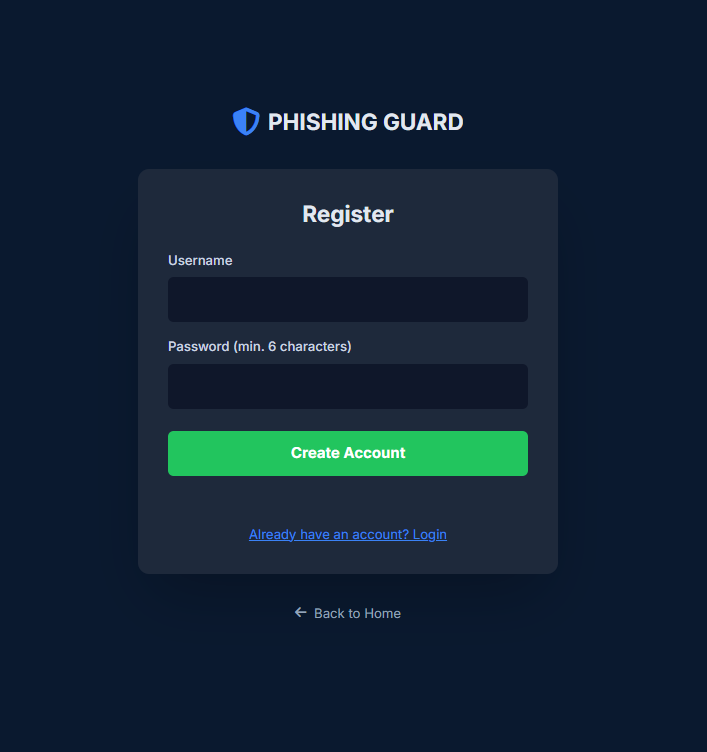 PHISHING GUARD
Register
Username
Password (min. 6 characters)
Create Account
Already have an account? Login
Back to Home